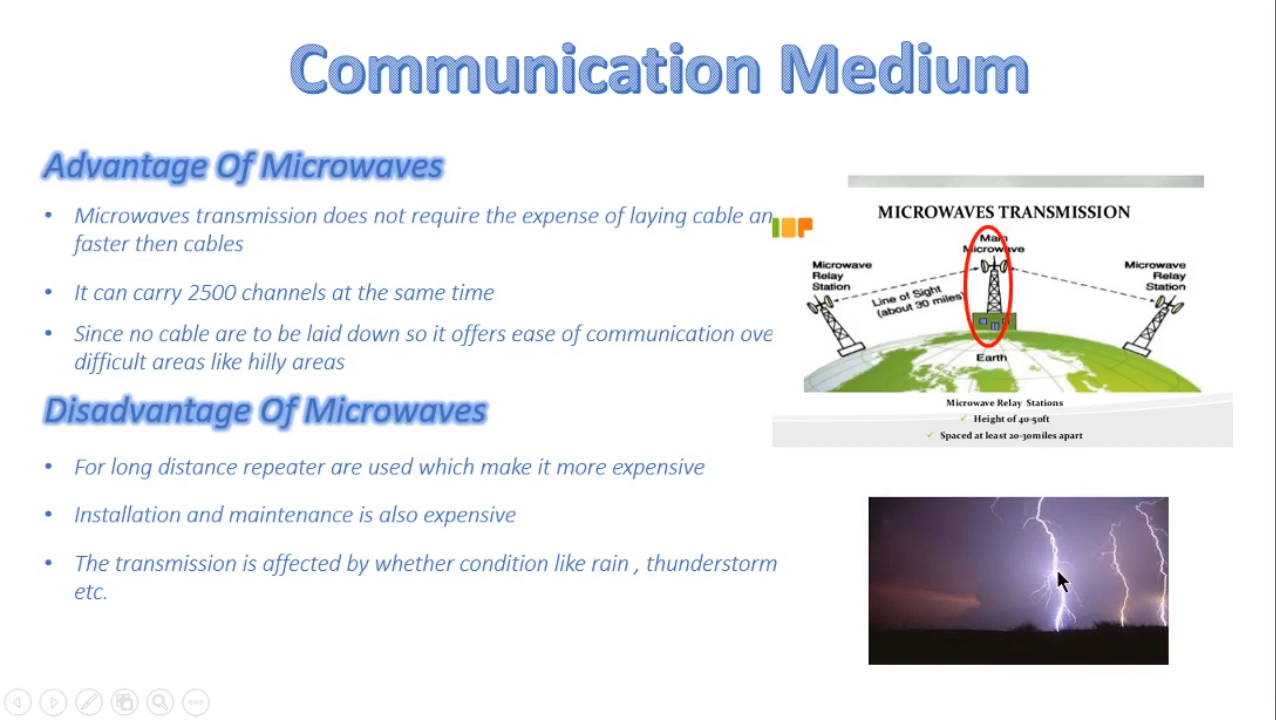 Communication Medium
Advantage Of Microwaves
• Microwaves transmission does not require the expense of laying cable an
faster then cables
• It can carry 2500 channels at the same time
• Since no cable are to be laid down so it offers ease of communication ove
difficult areas like hilly areas
Disadvantage Of Microwaves
• For long distance repeater are used which make it more expensive
• Installation and maintenance is also expensive
• The transmission is affected by whether condition like rain , thunderstorm
etc.
MICROWAVES TRANSMISSION
Main
Microwave
Microwave
Relay
Station
Line of Sight
(about 30 miles)
Microwave
Relay
Station
Earth
Microwave Relay Stations
✓ Height of 40-50ft
✓ Spaced at least 20-30miles apart